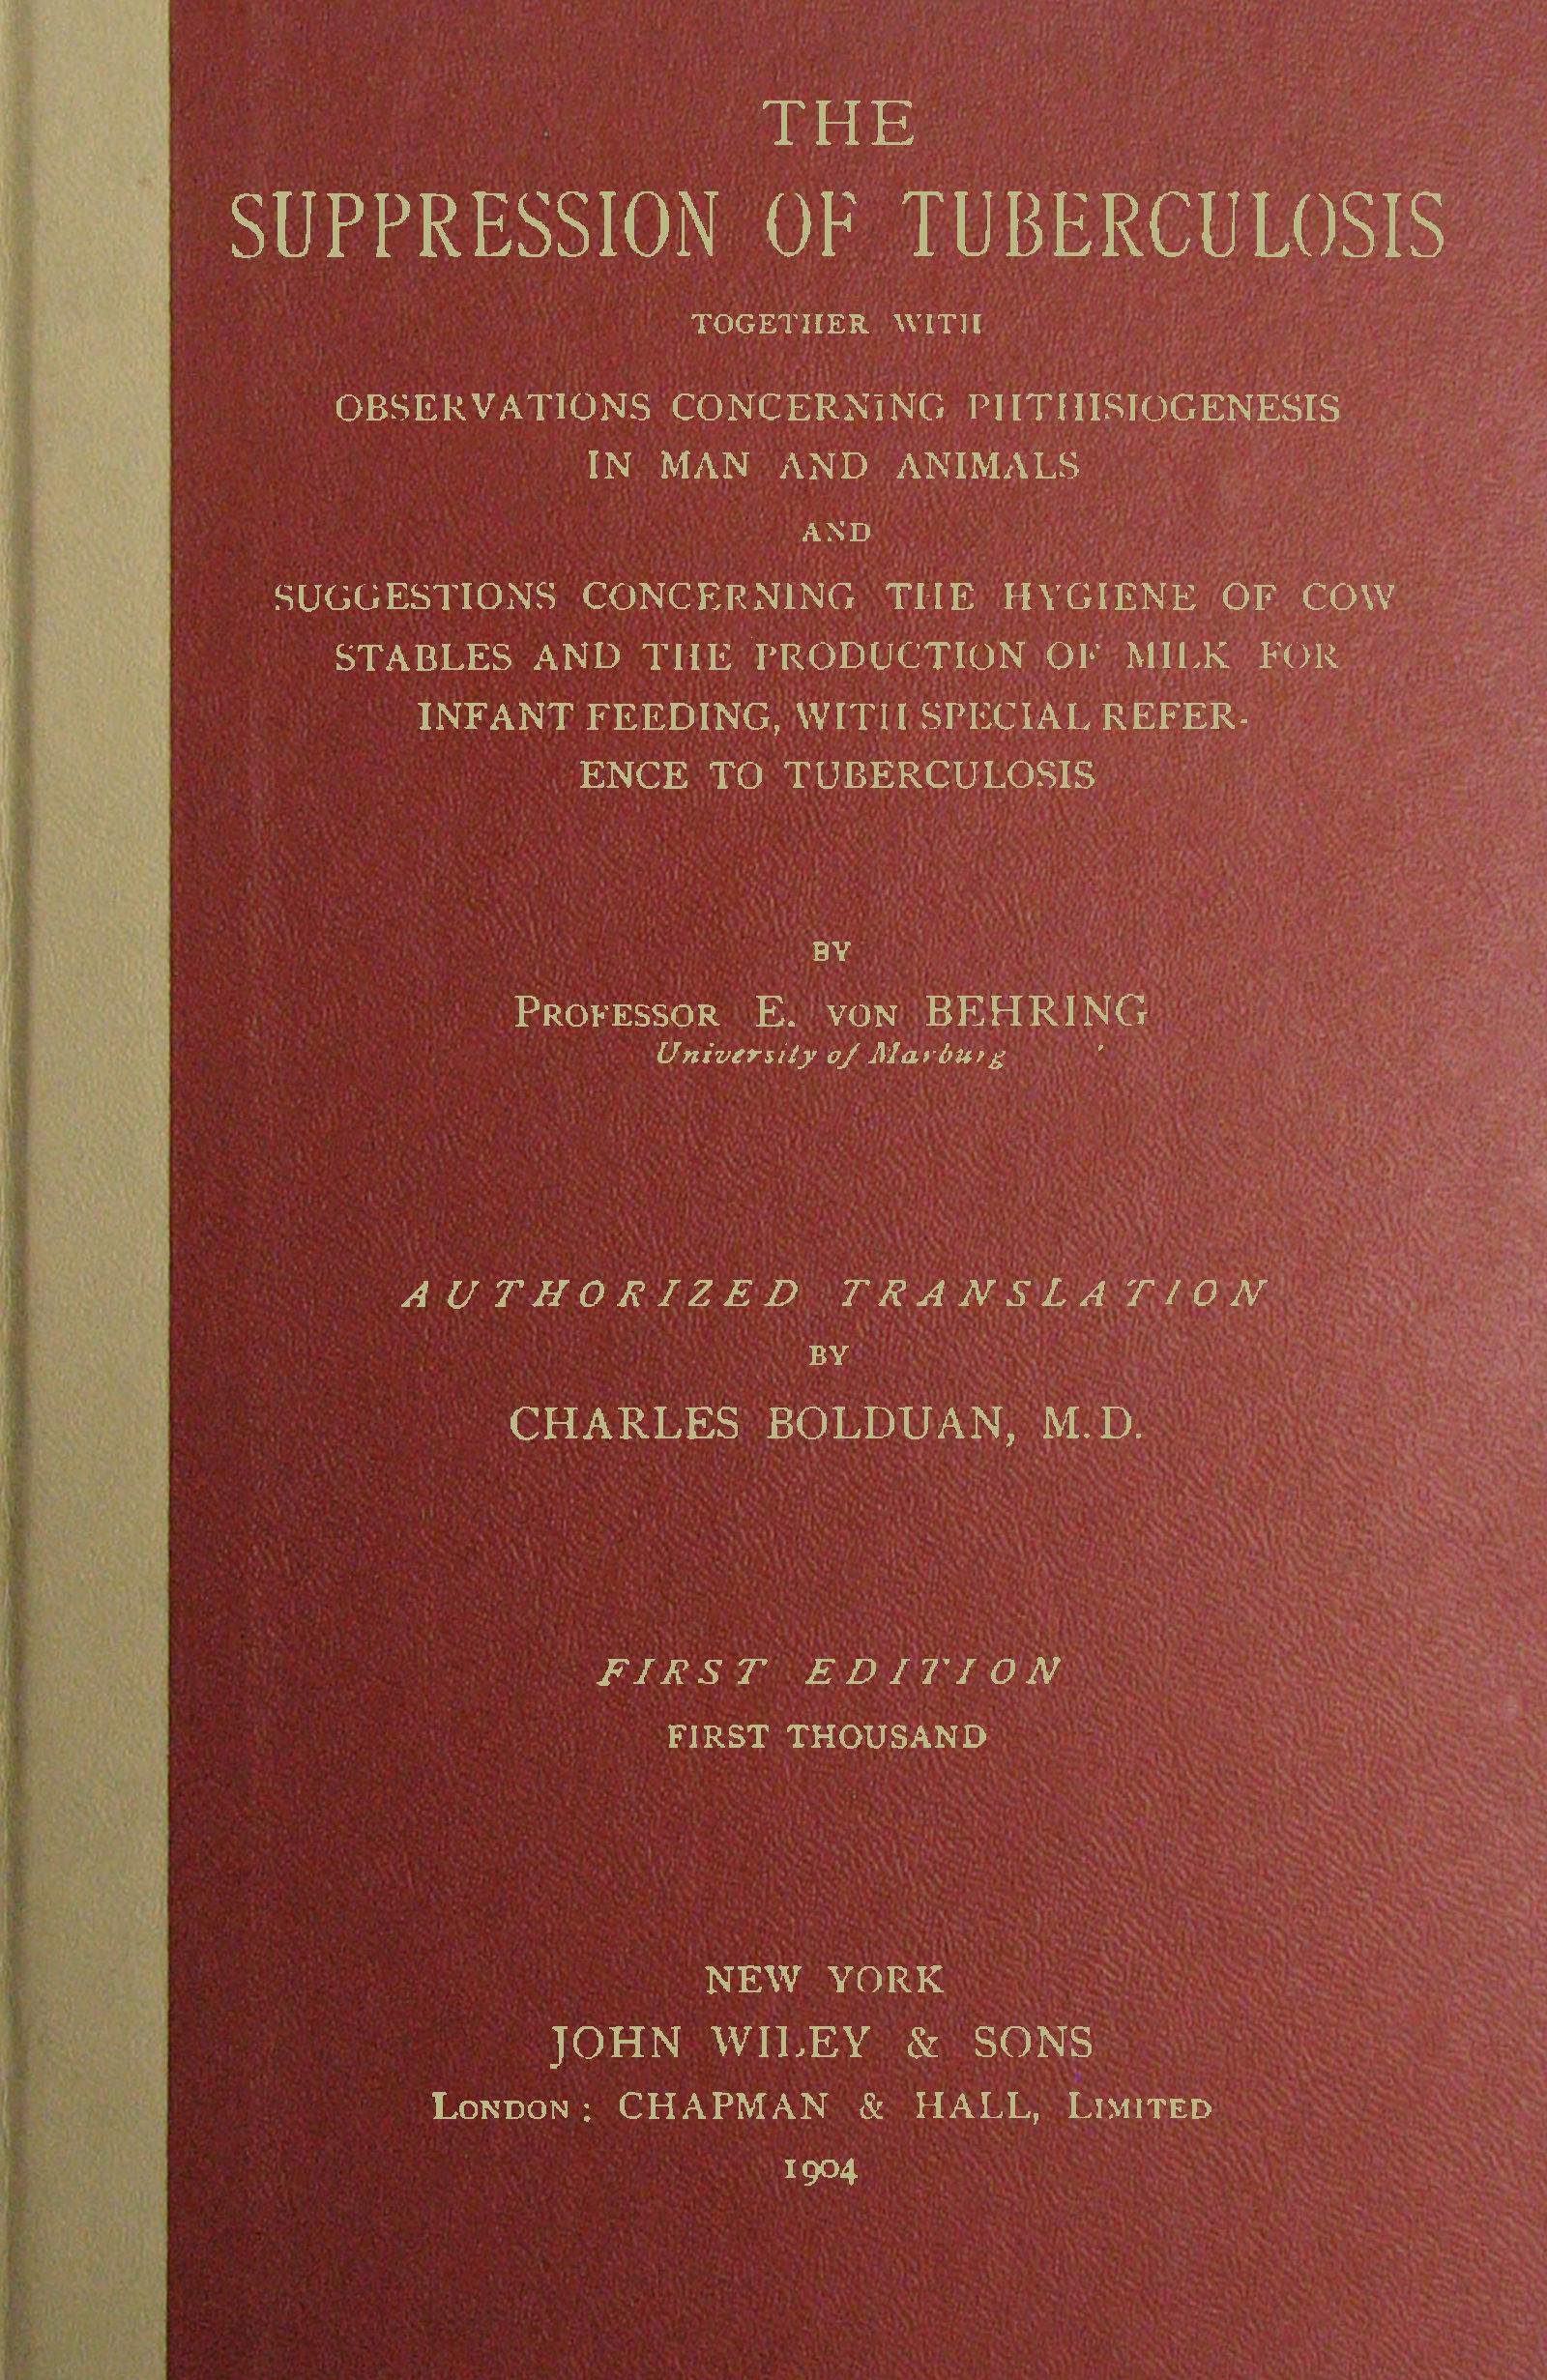 THE
SUPPRESSION OF TUBERCULOSIS
TOGETHER WITH
OBSERVATIONS CONCERNING PHTHISIOGENESIS
IN MAN AND ANIMALS
AND
SUGGESTIONS CONCERNING THE HYGIENE OF COW
STABLES AND THE PRODUCTION OF MILK FOR
INFANT FEEDING, WITH SPECIAL REFER-
ENCE TO TUBERCULOSIS
BY
PROFESSOR E. VON BEHRING
University of Marburg
AUTHORIZED TRANSLATION
BY
CHARLES BOLDUAN, M.D.
FIRST EDITION
FIRST THOUSAND
NEW YORK
JOHN WILEY & SONS
LONDON: CHAPMAN & HALL, LIMITED
1904